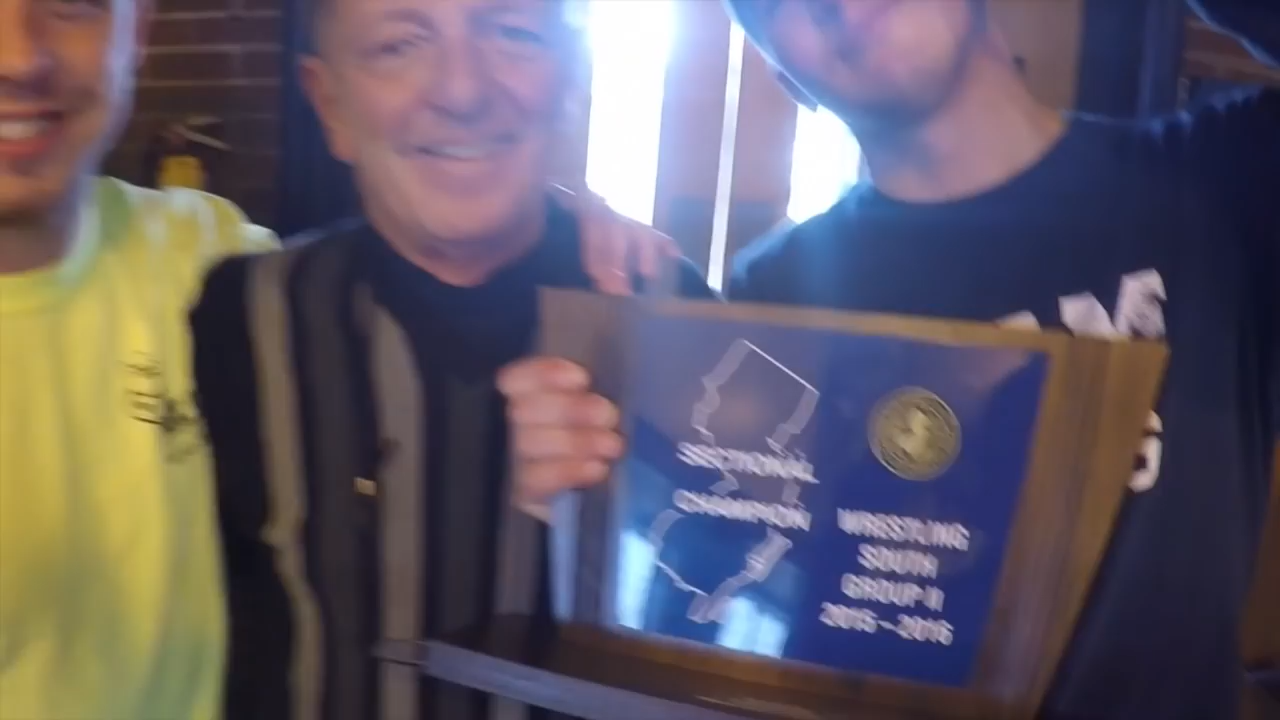 SECTIONAL
CHAMPION
WRESTLING
SOUTH
GROUP II
2015-2016